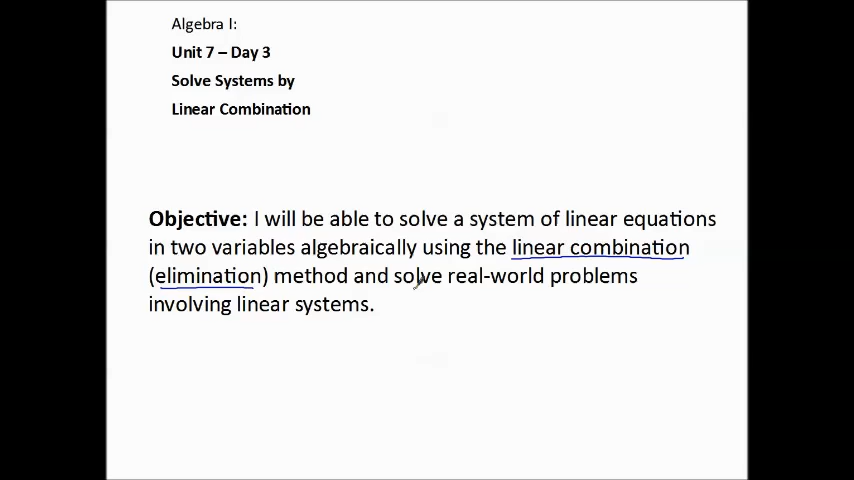 Algebra I:
Unit 7 – Day 3
Solve Systems by
Linear Combination
Objective: I will be able to solve a system of linear equations
in two variables algebraically using the linear combination
(elimination) method and solve real-world problems
involving linear systems.